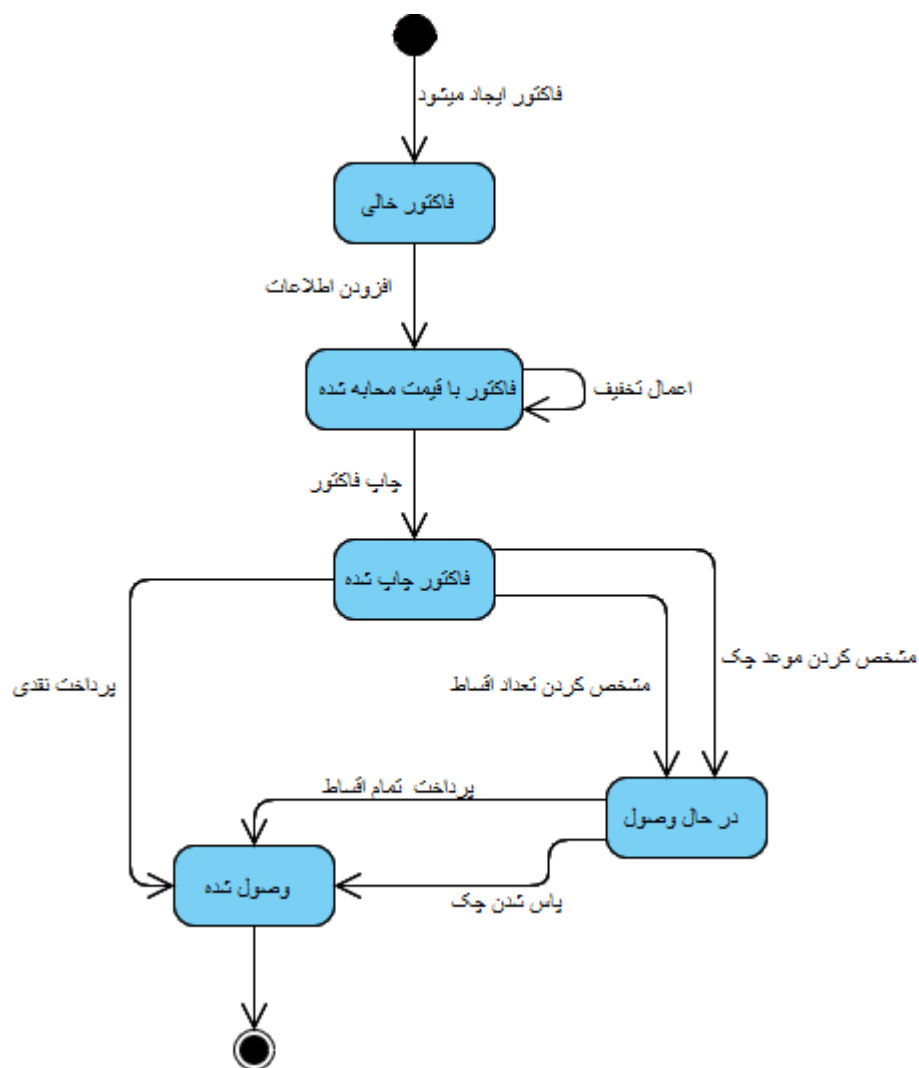 فاکتور ایجاد میشود
فاکتور خالی
افزودن اطلاعات
فاکتور با قیمت محابه شده
اعمال تخفیف
چاپ فاکتور
فاکتور چاپ شده
مشخص کردن موعد چک
مشخص کردن تعداد اقساط
پرداخت نقدی
پرداخت تمام اقساط
در حال وصول
وصول شده
پاس شدن چک